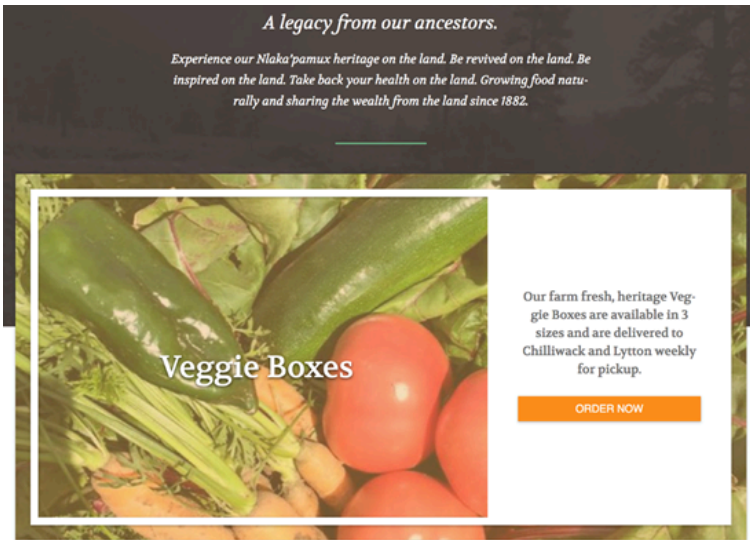 A legacy from our ancestors.
Experience our Nlaka'pamux heritage on the land. Be revived on the land. Be
inspired on the land. Take back your health on the land. Growing food natu-
rally and sharing the wealth from the land since 1882.
Veggie Boxes
Our farm fresh, heritage Veg-
gie Boxes are available in 3
sizes and are delivered to
Chilliwack and Lytton weekly
for pickup.
ORDER NOW